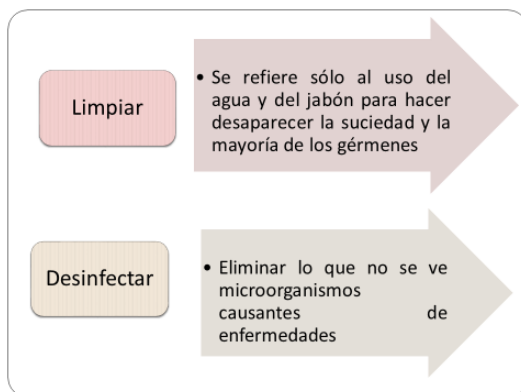 Limpiar
• Se refiere sólo al uso del
agua y del jabón para hacer
desaparecer la suciedad y la
mayoría de los gérmenes
Desinfectar
• Eliminar lo que no se ve
microorganismos
causantes de
enfermedades